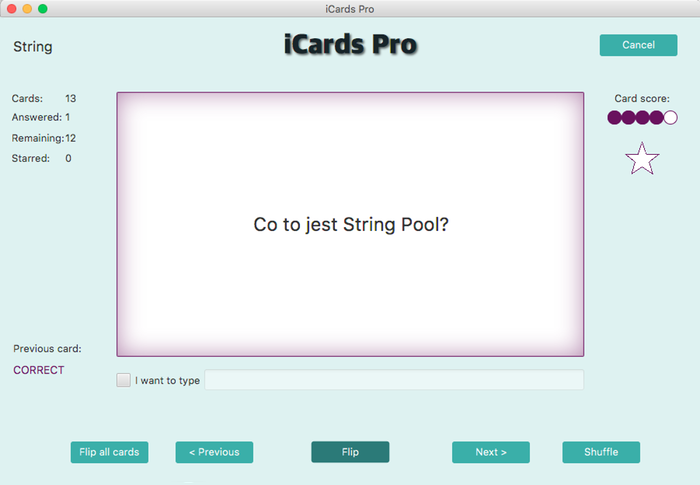 iCards Pro
String
iCards Pro
Cancel
Cards: 13
Answered: 1
Remaining: 12
Starred: 0
Card score:
Co to jest String Pool?
Previous card:
CORRECT
I want to type
Flip all cards
< Previous
Flip
Next >
Shuffle